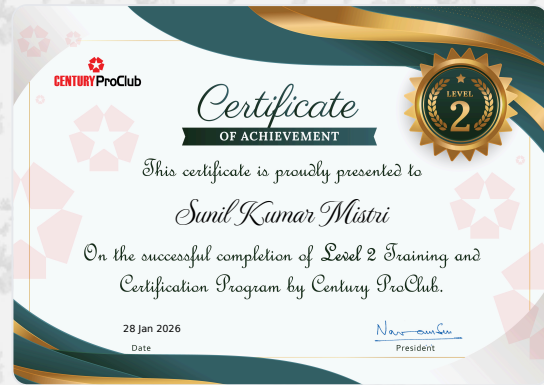 CENTURY ProClub
LEVEL
2
Certificate
OF ACHIEVEMENT
This certificate is proudly presented to
Sunil Kumar Mistri
On the successful completion of Level 2 Training and
Certification Program by Century ProClub.
28 Jan 2026
Date
President